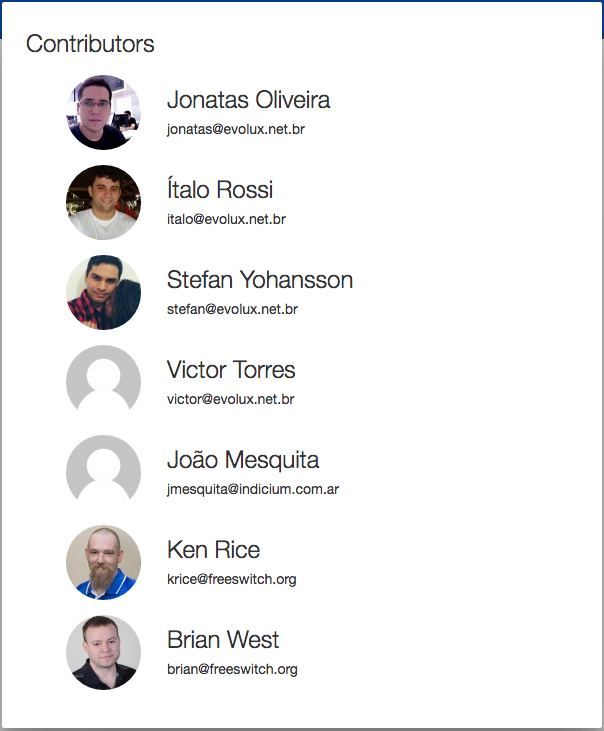 Contributors
Jonatas Oliveira
jonatas@evolux.net.br
Ítalo Rossi
italo@evolux.net.br
Stefan Yohansson
stefan@evolux.net.br
Victor Torres
victor@evolux.net.br
João Mesquita
jmesquita@indicium.com.ar
Ken Rice
krice@freeswitch.org
Brian West
brian@freeswitch.org